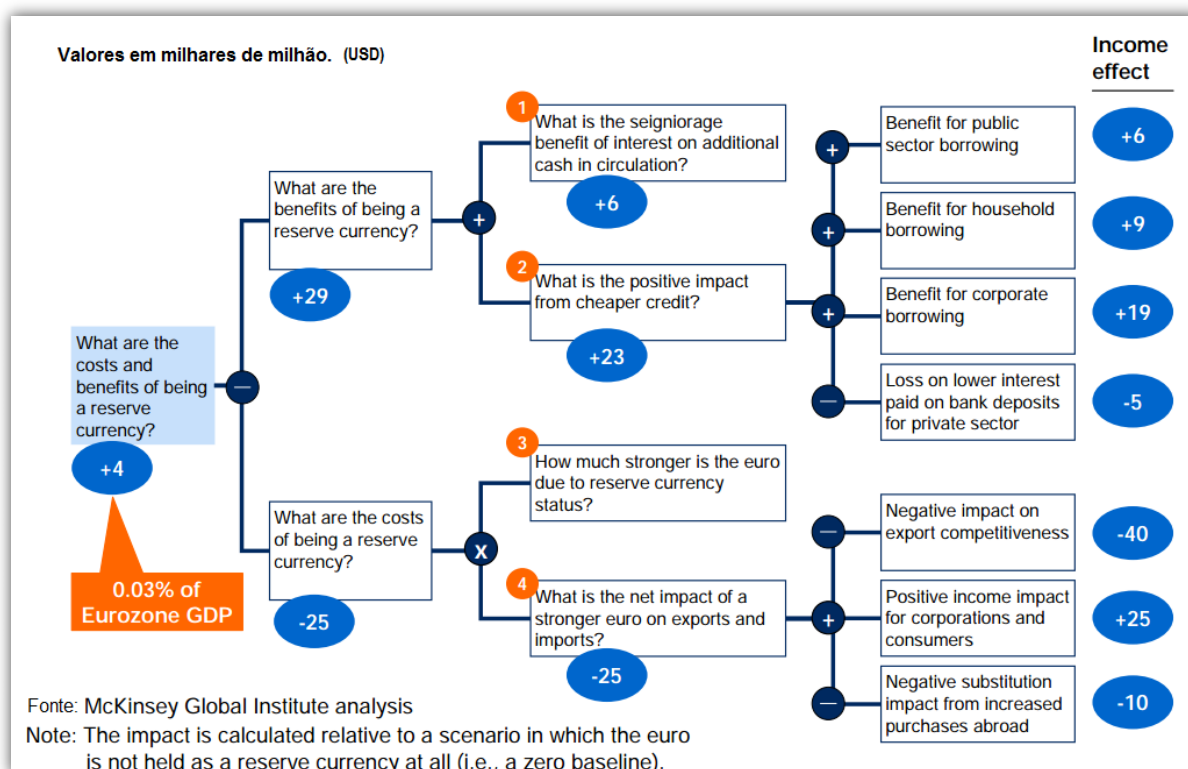 Valores em milhares de milhão. (USD)
Income
effect
1
What is the seigniorage
benefit of interest on additional
cash in circulation?
+6
Benefit for public
sector borrowing
+6
+
What are the
benefits of being a
reserve currency?
+29
+
Benefit for household
borrowing
+9
+
2
What is the positive impact
from cheaper credit?
+23
Benefit for corporate
borrowing
+19
+
What are the
costs and
benefits of being
a reserve
currency?
+4
—
Loss on lower interest
paid on bank deposits
for private sector
-5
—
3
How much stronger is the euro
due to reserve currency
status?
What are the costs
of being a reserve
currency?
-25
x
Negative impact on
export competitiveness
-40
—
0.03% of
Eurozone GDP
4
What is the net impact of a
stronger euro on exports and
imports?
-25
Positive income impact
for corporations and
consumers
+25
+
Negative substitution
impact from increased
purchases abroad
-10
—
Fonte: McKinsey Global Institute analysis
Note: The impact is calculated relative to a scenario in which the euro
is not held as a reserve currency at all (i.e., a zero baseline).